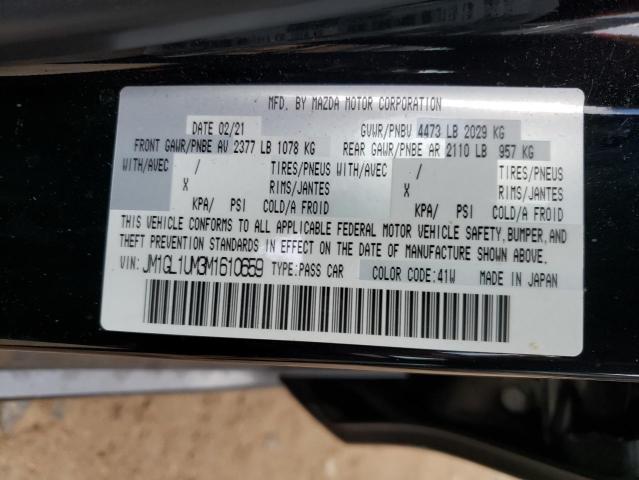 MFD. BY MAZDA MOTOR CORPORATION
DATE 02/21 GVWR/PNBV 4473 LB 2029 KG
FRONT GAWR/PNBE AV 2377 LB 1078 KG REAR GAWR/PNBE AR 2110 LB 957 KG
WITH/AVEC / TIRES/PNEUS WITH/AVEC / TIRES/PNEUS
X RIMS/JANTES X RIMS/JANTES
KPA/ PSI COLD/A FROID KPA/ PSI COLD/A FROID
THIS VEHICLE CONFORMS TO ALL APPLICABLE FEDERAL MOTOR VEHICLE SAFETY,BUMPER,AND
THEFT PREVENTION STANDARDS IN EFFECT ON THE DATE OF MANUFACTURE SHOWN ABOVE.
VIN: JM1GL1UM3M1610659 TYPE:PASS CAR COLOR CODE:41W MADE IN JAPAN